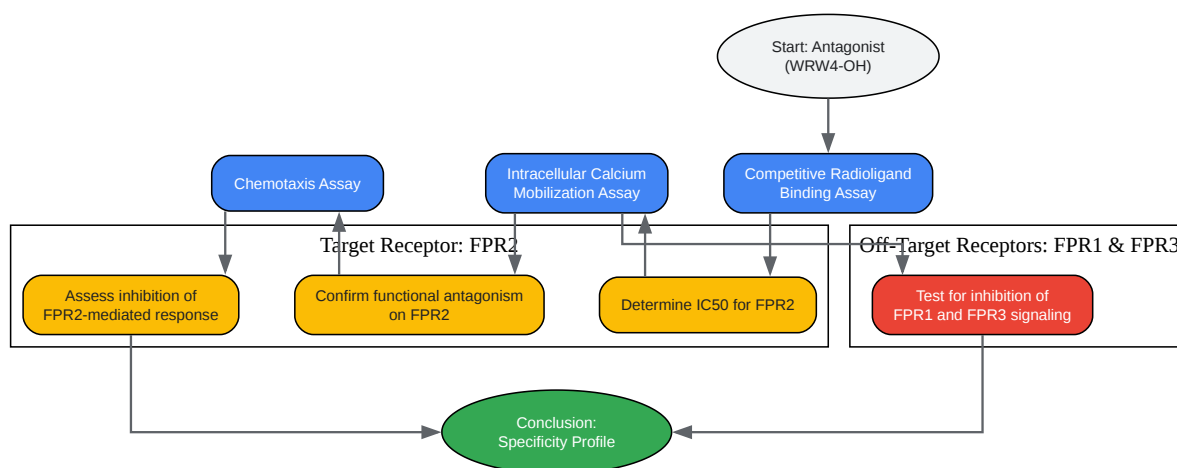 Start: Antagonist
(WRW4-OH)
Chemotaxis Assay
Intracellular Calcium
Mobilization Assay
Competitive Radioligand
Binding Assay
Target Receptor: FPR2
Off-Target Receptors: FPR1 & FPR3
Assess inhibition of
FPR2-mediated response
Confirm functional antagonism
on FPR2
Determine IC50 for FPR2
Test for inhibition of
FPR1 and FPR3 signaling
Conclusion:
Specificity Profile